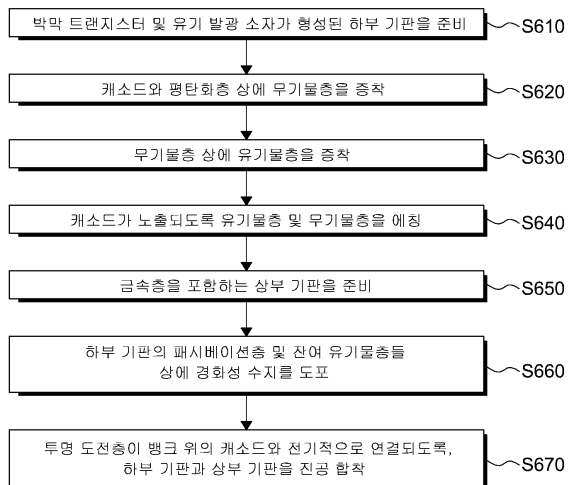 박막 트랜지스터 및 유기 발광 소자가 형성된 하부 기판을 준비
S610
캐소드와 평탄화층 상에 무기물층을 증착
S620
무기물층 상에 유기물층을 증착
S630
캐소드가 노출되도록 유기물층 및 무기물층을 에칭
S640
금속층을 포함하는 상부 기판을 준비
S650
하부 기판의 패시베이션층 및 잔여 유기물층들
상에 경화성 수지를 도포
S660
투명 도전층이 뱅크 위의 캐소드와 전기적으로 연결되도록,
하부 기판과 상부 기판을 진공 합착
S670